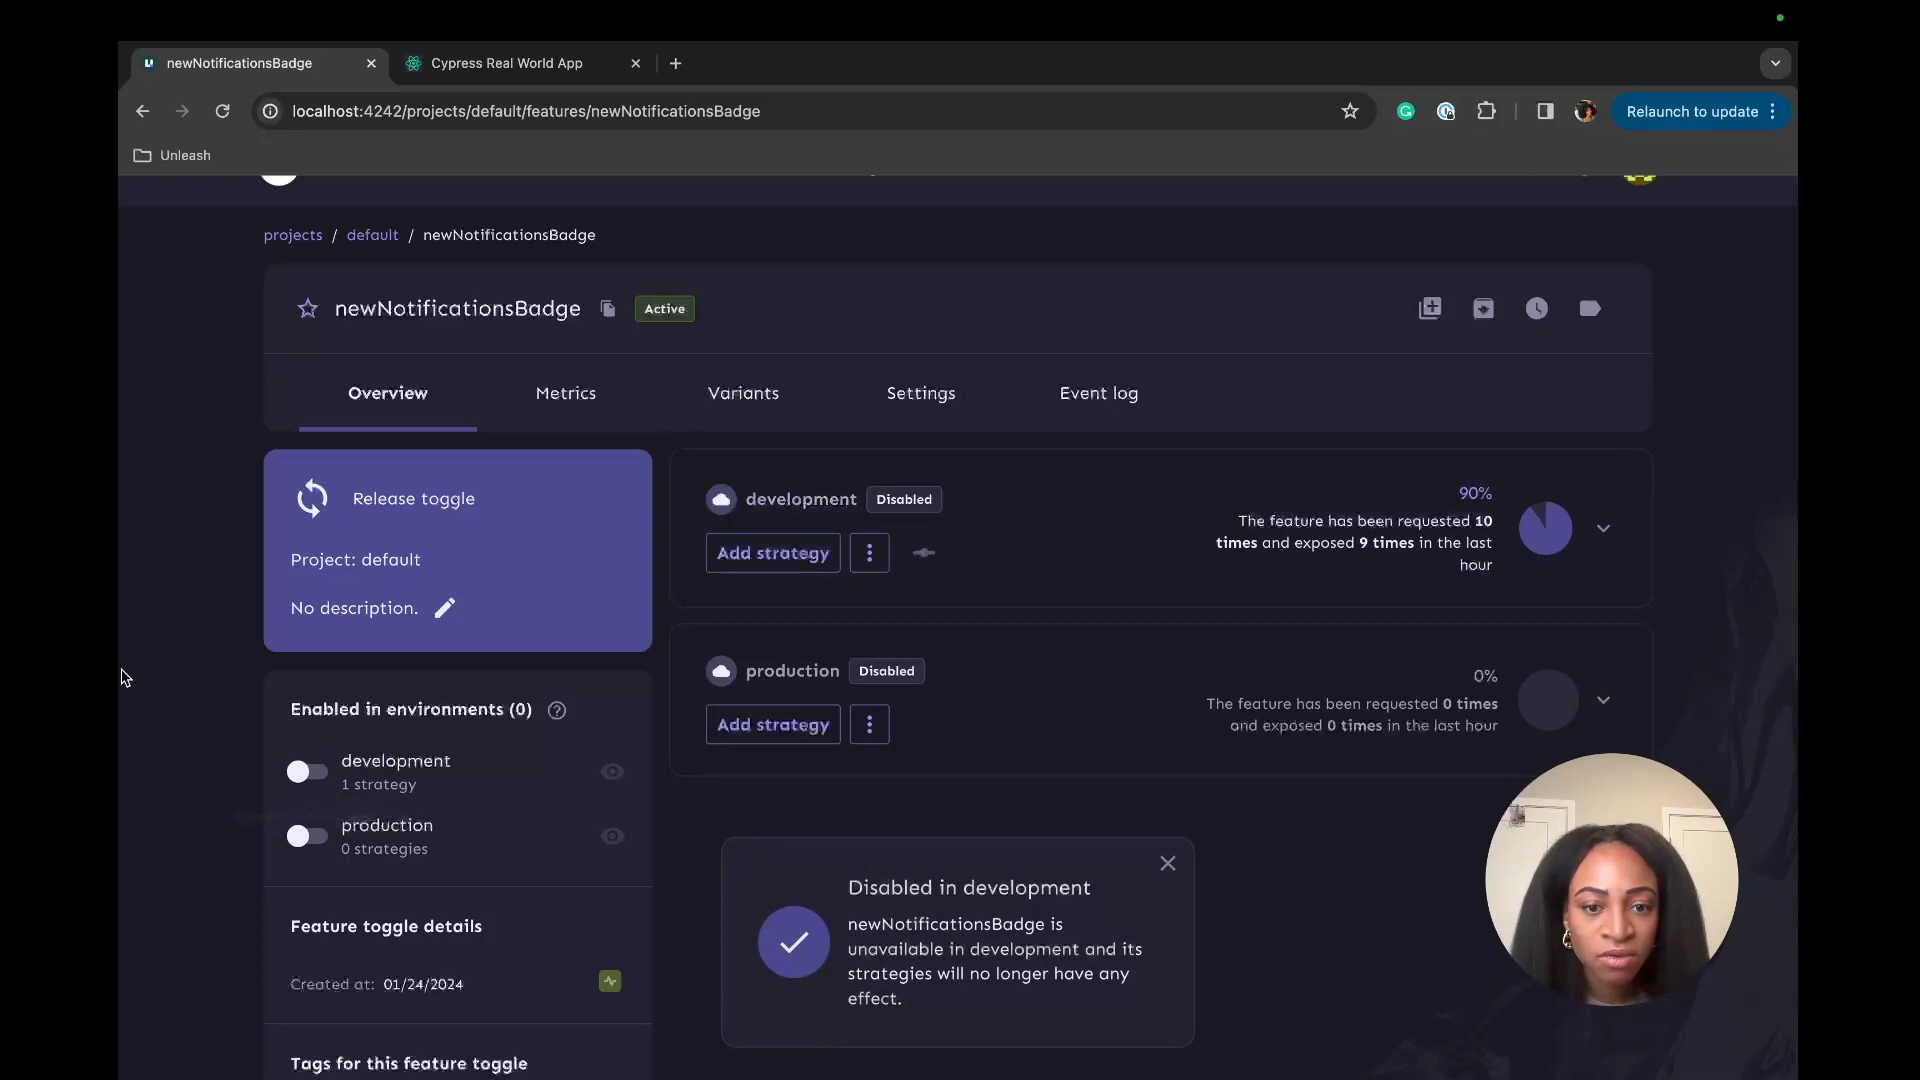 newNotificationsBadge
Cypress Real World App
localhost:4242/projects/default/features/newNotificationsBadge
Relaunch to update
Unleash
projects / default / newNotificationsBadge
newNotificationsBadge
Active
Overview
Metrics
Variants
Settings
Event log
Release toggle
Project: default
No description.
Enabled in environments (0)
development
1 strategy
production
0 strategies
Feature toggle details
Created at: 01/24/2024
Tags for this feature toggle
development
Disabled
Add strategy
90%
The feature has been requested 10
times and exposed 9 times in the last
hour
production
Disabled
Add strategy
0%
The feature has been requested 0 times
and exposed 0 times in the last hour
Disabled in development
newNotificationsBadge is
unavailable in development and its
strategies will no longer have any
effect.